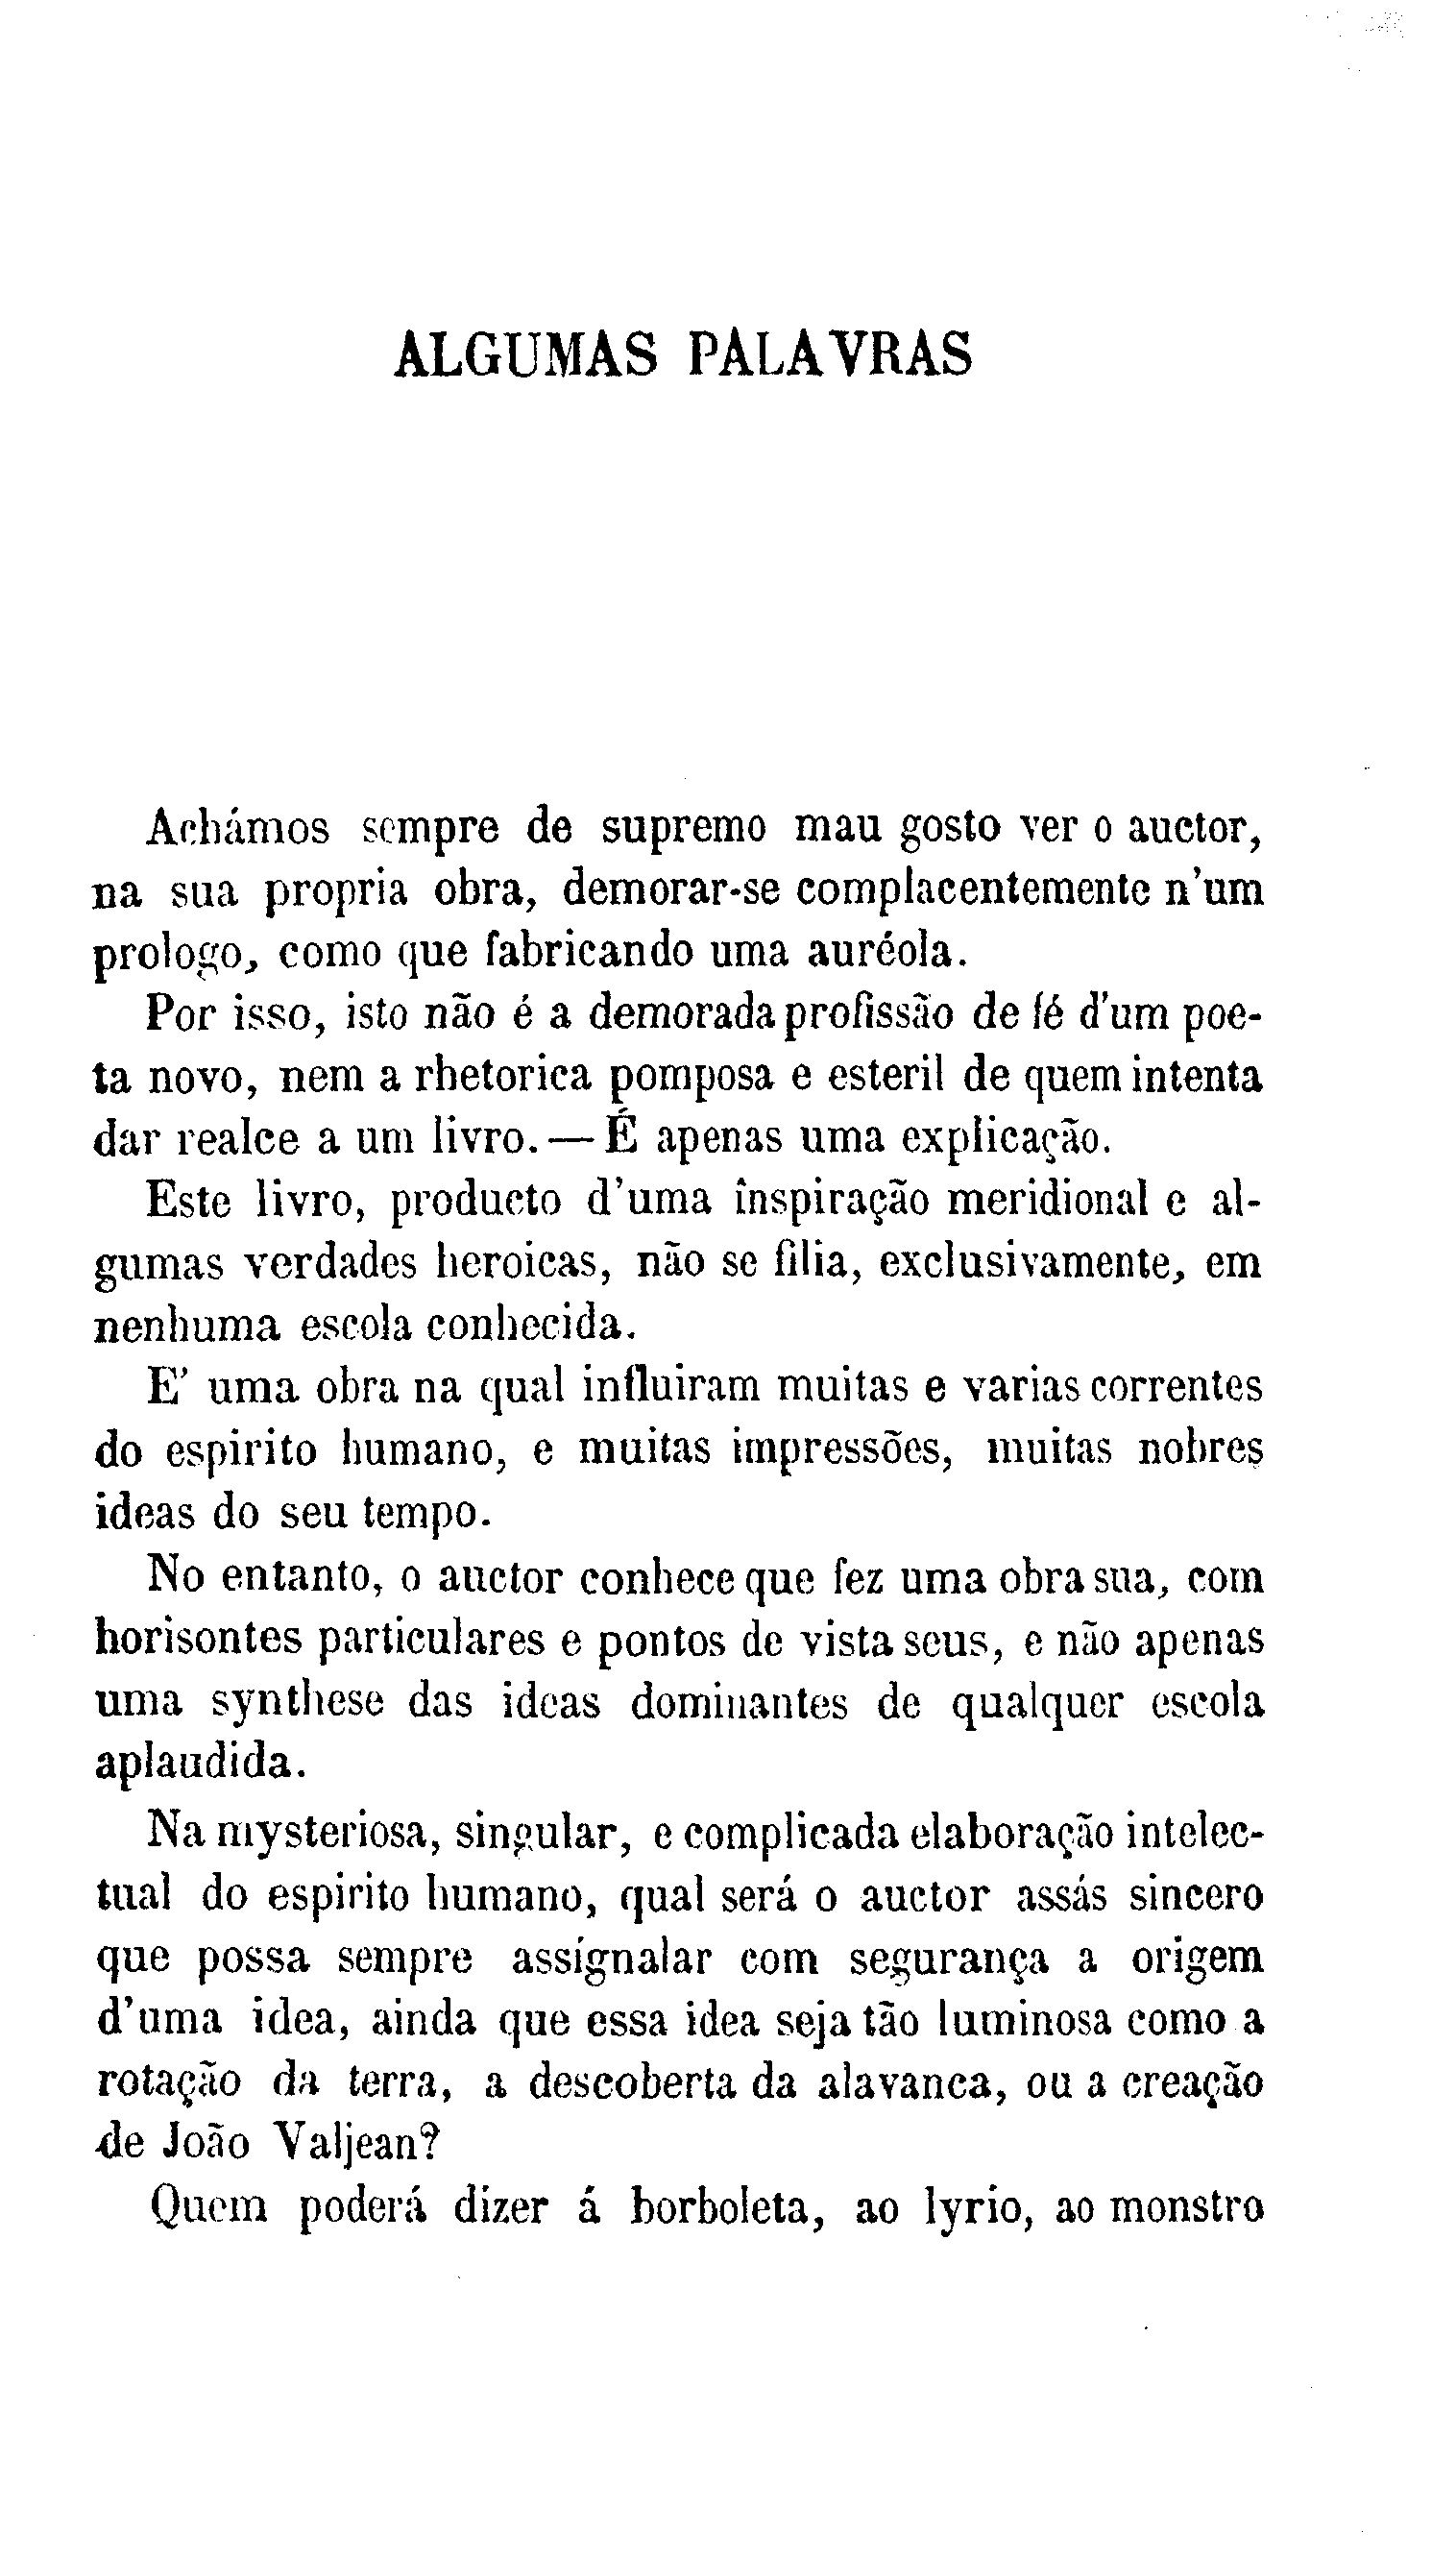 ALGUMAS PALAVRAS
Achámos sempre de supremo mau gosto ver o auctor,
na sua propria obra, demorar-se complacentemente n'um
prologo, como que fabricando uma auréola.
Por isso, isto não é a demorada profissão de fé d'um poe-
ta novo, nem a rhetorica pomposa e esteril de quem intenta
dar realce a um livro.—É apenas uma explicação.
Este livro, producto d'uma inspiração meridional e al-
gumas verdades heroicas, não se filia, exclusivamente, em
nenhuma escola conhecida.
E' uma obra na qual influiram muitas e varias correntes
do espirito humano, e muitas impressões, muitas nobres
ideas do seu tempo.
No entanto, o auctor conhece que fez uma obra sua, com
horisontes particulares e pontos de vista seus, e não apenas
uma synthese das ideas dominantes de qualquer escola
aplaudida.
Na mysteriosa, singular, e complicada elaboração intelec-
tual do espirito humano, qual será o auctor assás sincero
que possa sempre assignalar com segurança a origem
d'uma idea, ainda que essa idea seja tão luminosa como a
rotação da terra, a descoberta da alavanca, ou a creação
de João Valjean?
Quem poderá dizer á borboleta, ao lyrio, ao monstro